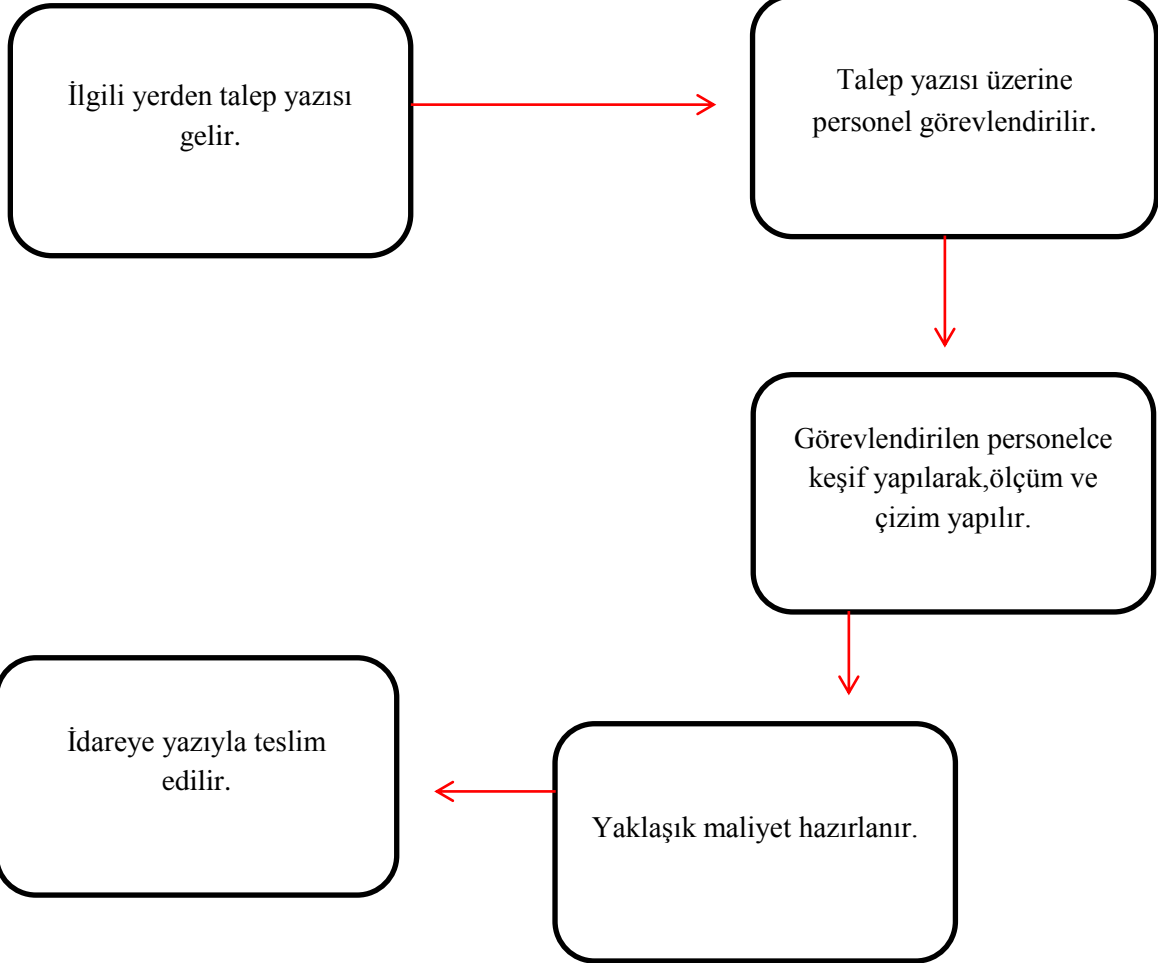 İlgili yerden talep yazısı
gelir.
Talep yazısı üzerine
personel görevlendirilir.
Görevlendirilen personelce
keşif yapılarak,ölçüm ve
çizim yapılır.
Yaklaşık maliyet hazırlanır.
İdareye yazıyla teslim
edilir.